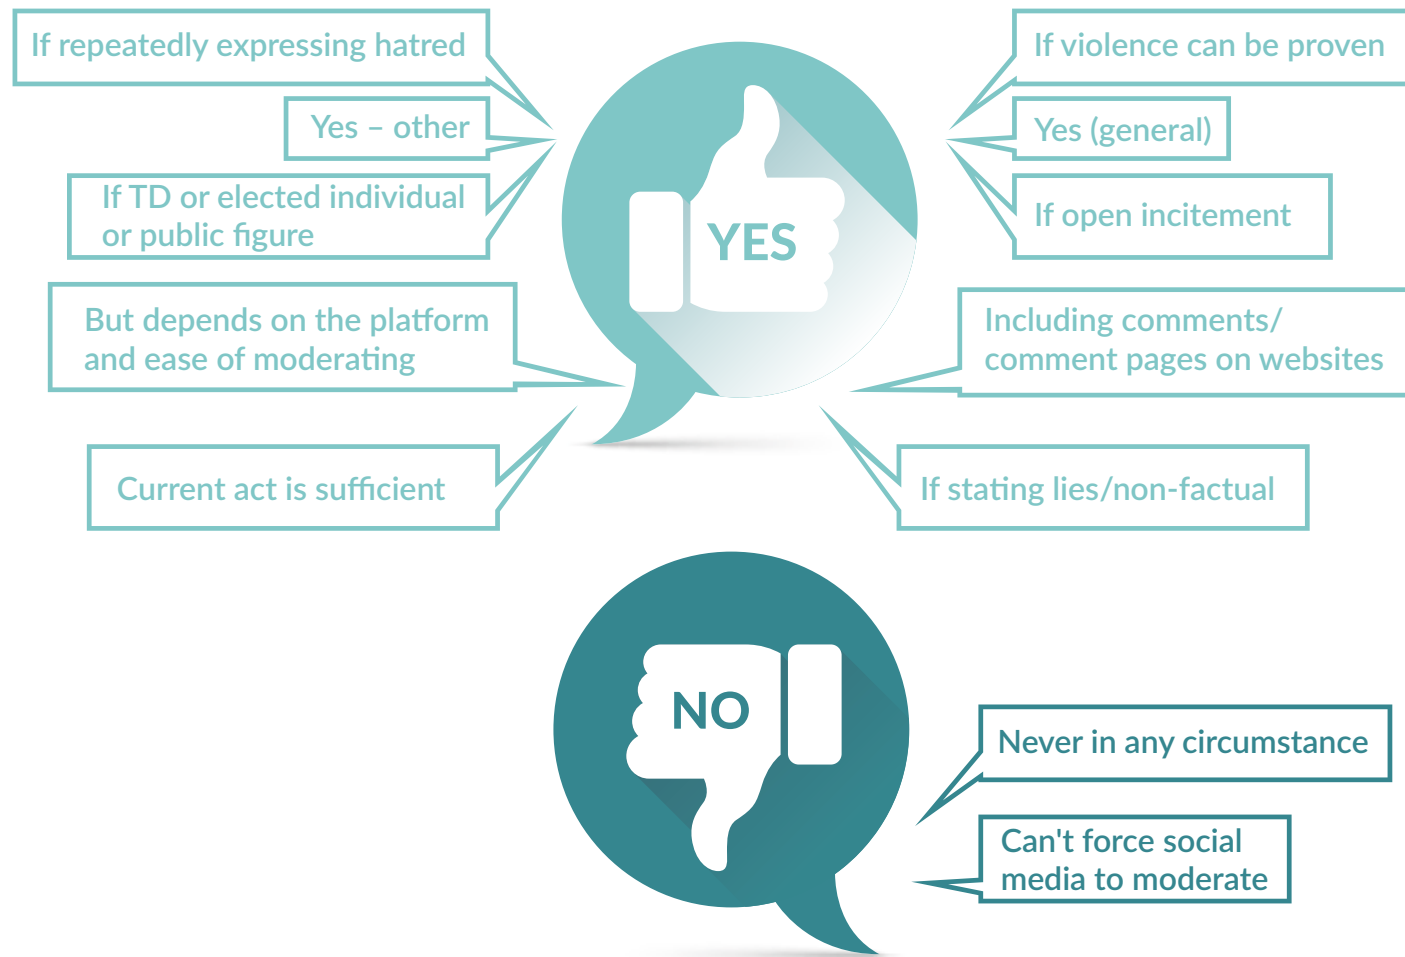 If repeatedly expressing hatred
If violence can be proven
Yes – other
Yes (general)
If TD or elected individual
or public figure
If open incitement
YES
But depends on the platform
and ease of moderating
Including comments/
comment pages on websites
Current act is sufficient
If stating lies/non-factual
NO
Never in any circumstance
Can't force social
media to moderate